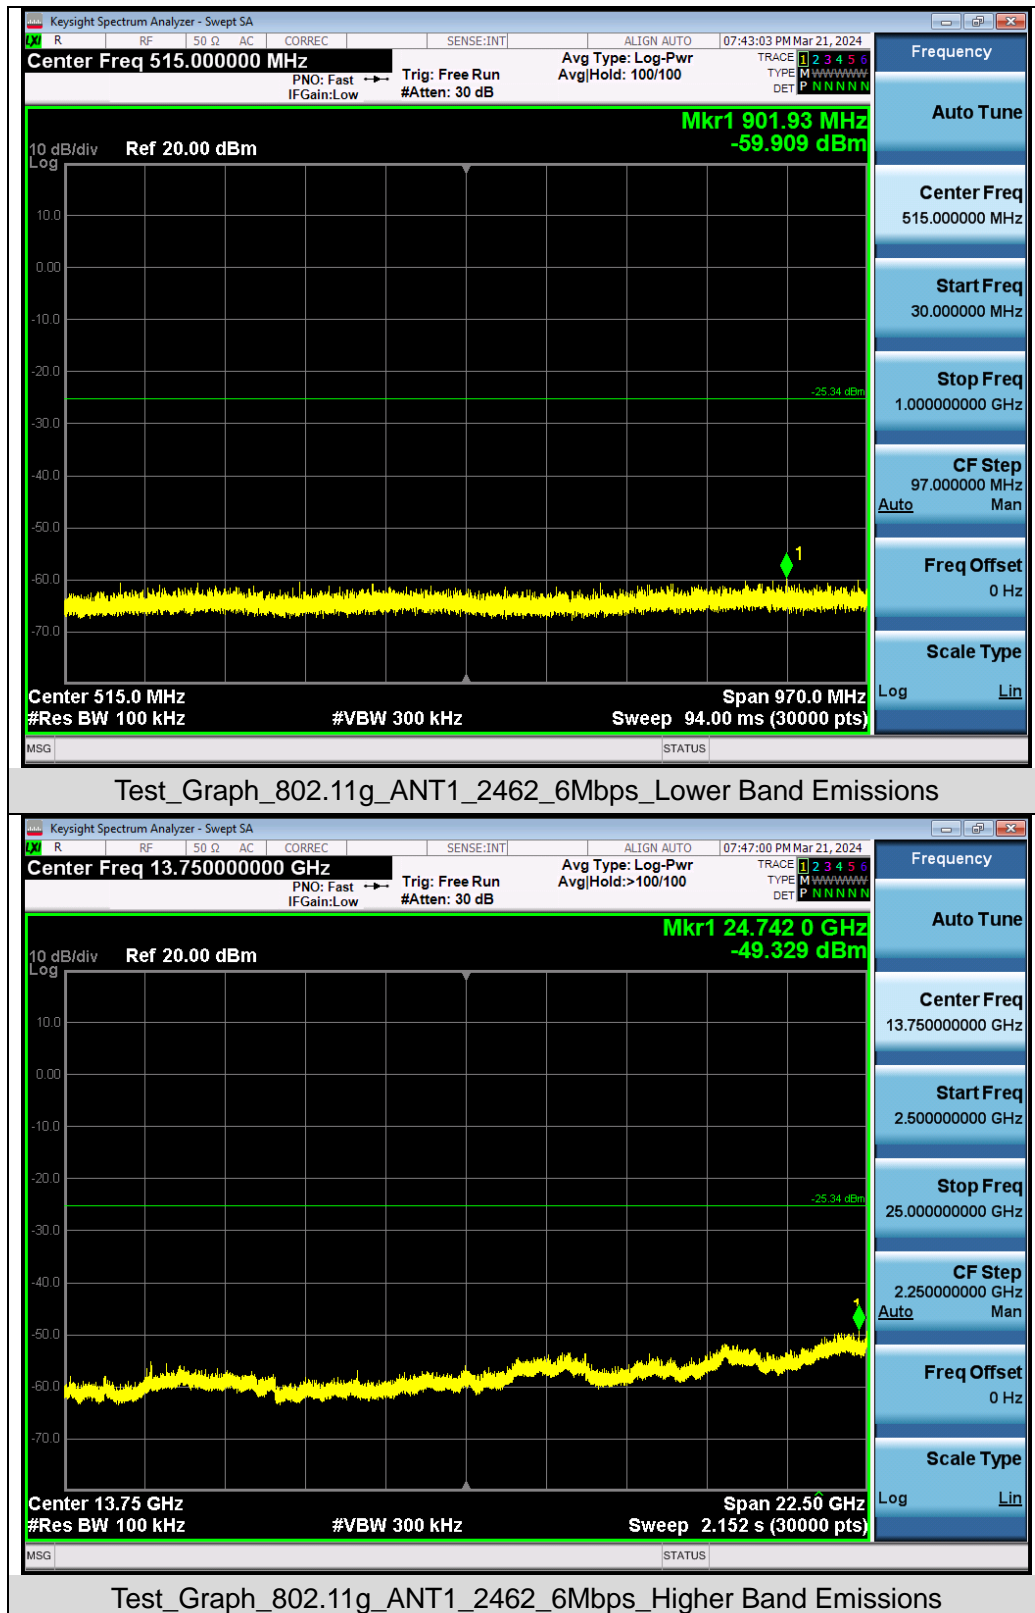 Keysight Spectrum Analyzer - Swept SA
LXI R RF 50 Ω AC CORREC SENSE:INT ALIGN AUTO 07:43:03 PM Mar 21, 2024
Center Freq 515.000000 MHz
PNO: Fast
IFGain:Low
Trig: Free Run
#Atten: 30 dB
Avg Type: Log-Pwr
Avg|Hold: 100/100
TRACE 1 2 3 4 5 6
TYPE M WWWWW
DET P N N N N N
Frequency
Mkr1 901.93 MHz
-59.909 dBm
10 dB/div
Log
Ref 20.00 dBm
10.0
0.00
-10.0
-20.0
-25.34 dBm
-30.0
-40.0
-50.0
1
-60.0
-70.0
Center 515.0 MHz
Span 970.0 MHz
#Res BW 100 kHz
#VBW 300 kHz
Sweep 94.00 ms (30000 pts)
MSG
STATUS
Auto Tune
Center Freq
515.000000 MHz
Start Freq
30.000000 MHz
Stop Freq
1.000000000 GHz
CF Step
97.000000 MHz
Auto Man
Freq Offset
0 Hz
Scale Type
Log Lin
Test_Graph_802.11g_ANT1_2462_6Mbps_Lower Band Emissions
Keysight Spectrum Analyzer - Swept SA
LXI R RF 50 Ω AC CORREC SENSE:INT ALIGN AUTO 07:47:00 PM Mar 21, 2024
Center Freq 13.750000000 GHz
PNO: Fast
IFGain:Low
Trig: Free Run
#Atten: 30 dB
Avg Type: Log-Pwr
Avg|Hold:>100/100
TRACE 1 2 3 4 5 6
TYPE M WWWWW
DET P N N N N N
Frequency
Mkr1 24.742 0 GHz
-49.329 dBm
10 dB/div
Log
Ref 20.00 dBm
10.0
0.00
-10.0
-20.0
-25.34 dBm
-30.0
-40.0
1
-50.0
-60.0
-70.0
Center 13.75 GHz
Span 22.50 GHz
#Res BW 100 kHz
#VBW 300 kHz
Sweep 2.152 s (30000 pts)
MSG
STATUS
Auto Tune
Center Freq
13.750000000 GHz
Start Freq
2.500000000 GHz
Stop Freq
25.000000000 GHz
CF Step
2.250000000 GHz
Auto Man
Freq Offset
0 Hz
Scale Type
Log Lin
Test_Graph_802.11g_ANT1_2462_6Mbps_Higher Band Emissions